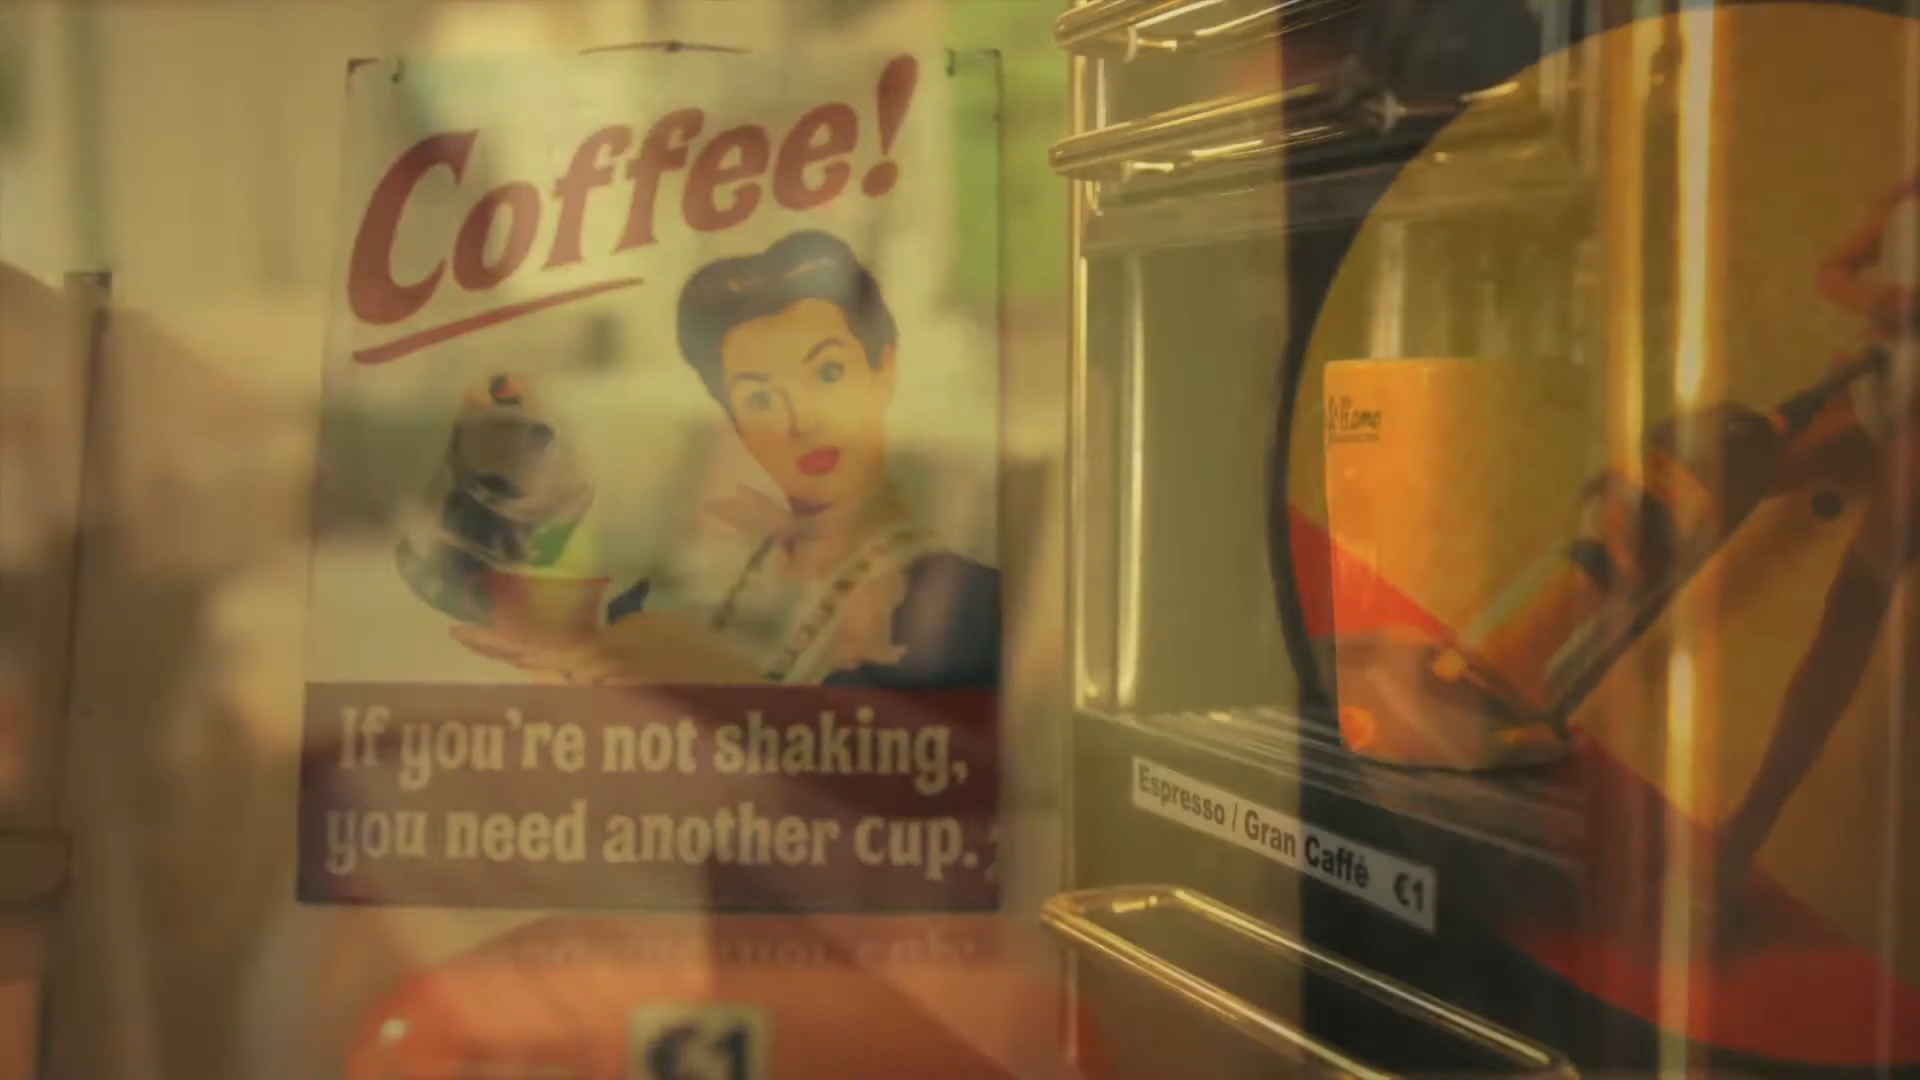 Coffee!
If you're not shaking,
you need another cup.
Espresso / Gran Caffé €1
€1